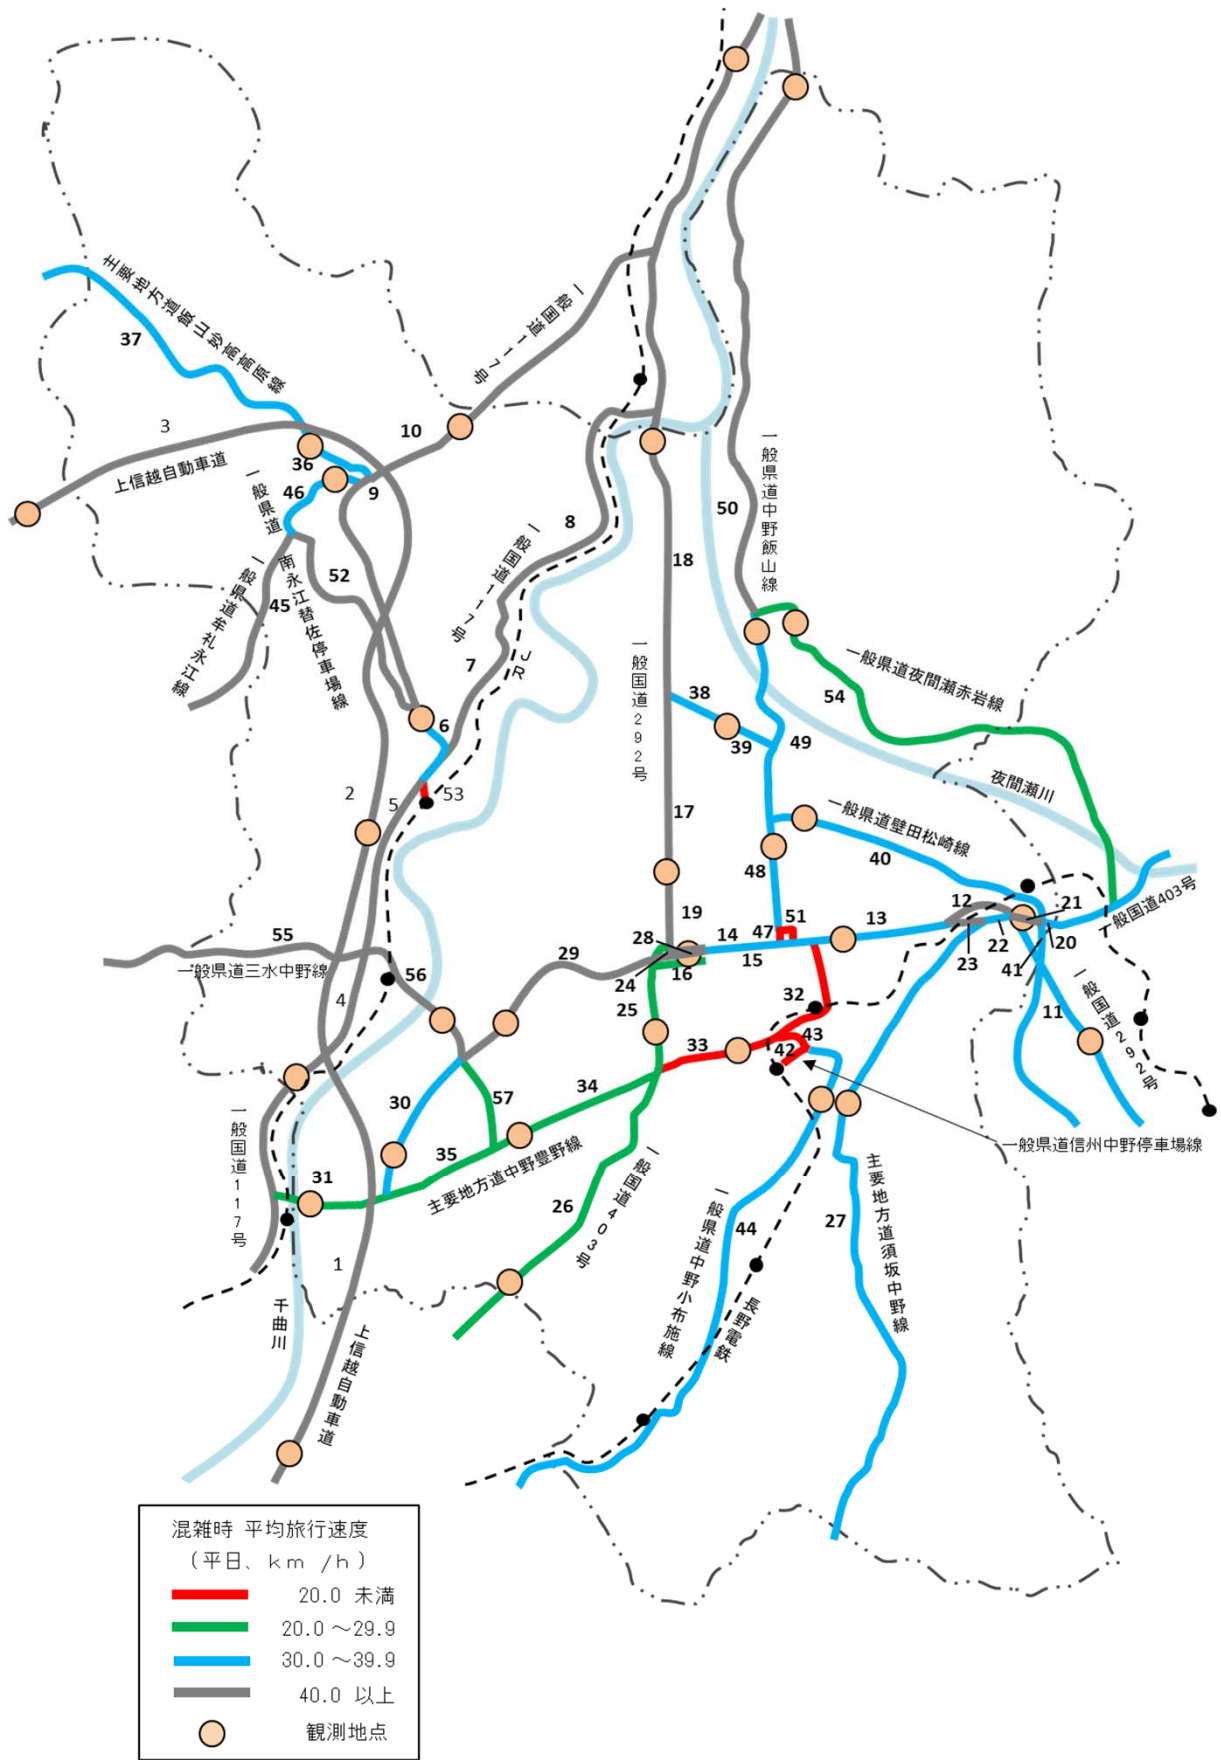 主要地方道飯山妙高高原線
37
3
上信越自動車道
36
46
一般県道
9
10
一般国道117号
8
一般国道117号
7
52
南永江替佐停車場線
45
一般県道牟礼永江線
JR
6
53
5
2
18
50
一般県道中野飯山線
一般国道292号
38
39
49
54
一般県道夜間瀬赤岩線
夜間瀬川
17
48
一般県道壁田松崎線
40
一般国道403号
12
21
13
22
20
23
41
11
一般国道292号
19
14
47
51
15
28
24
16
29
25
55
一般県道三水中野線
56
4
32
33
43
42
一般県道信州中野停車場線
34
57
30
35
主要地方道中野豊野線
31
一般国道117号
26
一般国道403号
44
一般県道中野小布施線
27
主要地方道須坂中野線
長野電鉄
1
千曲川
上信越自動車道
混雑時 平均旅行速度
(平日、km /h)
20.0 未満
20.0 ～29.9
30.0 ～39.9
40.0 以上
観測地点